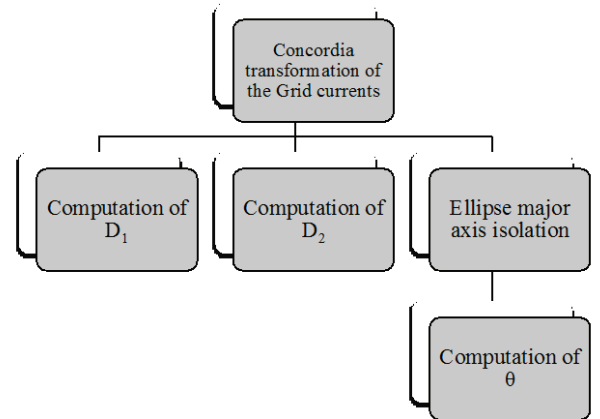 Concordia
transformation of
the Grid currents
Computation of
D₁
Computation of
D₂
Ellipse major
axis isolation
Computation of
θ